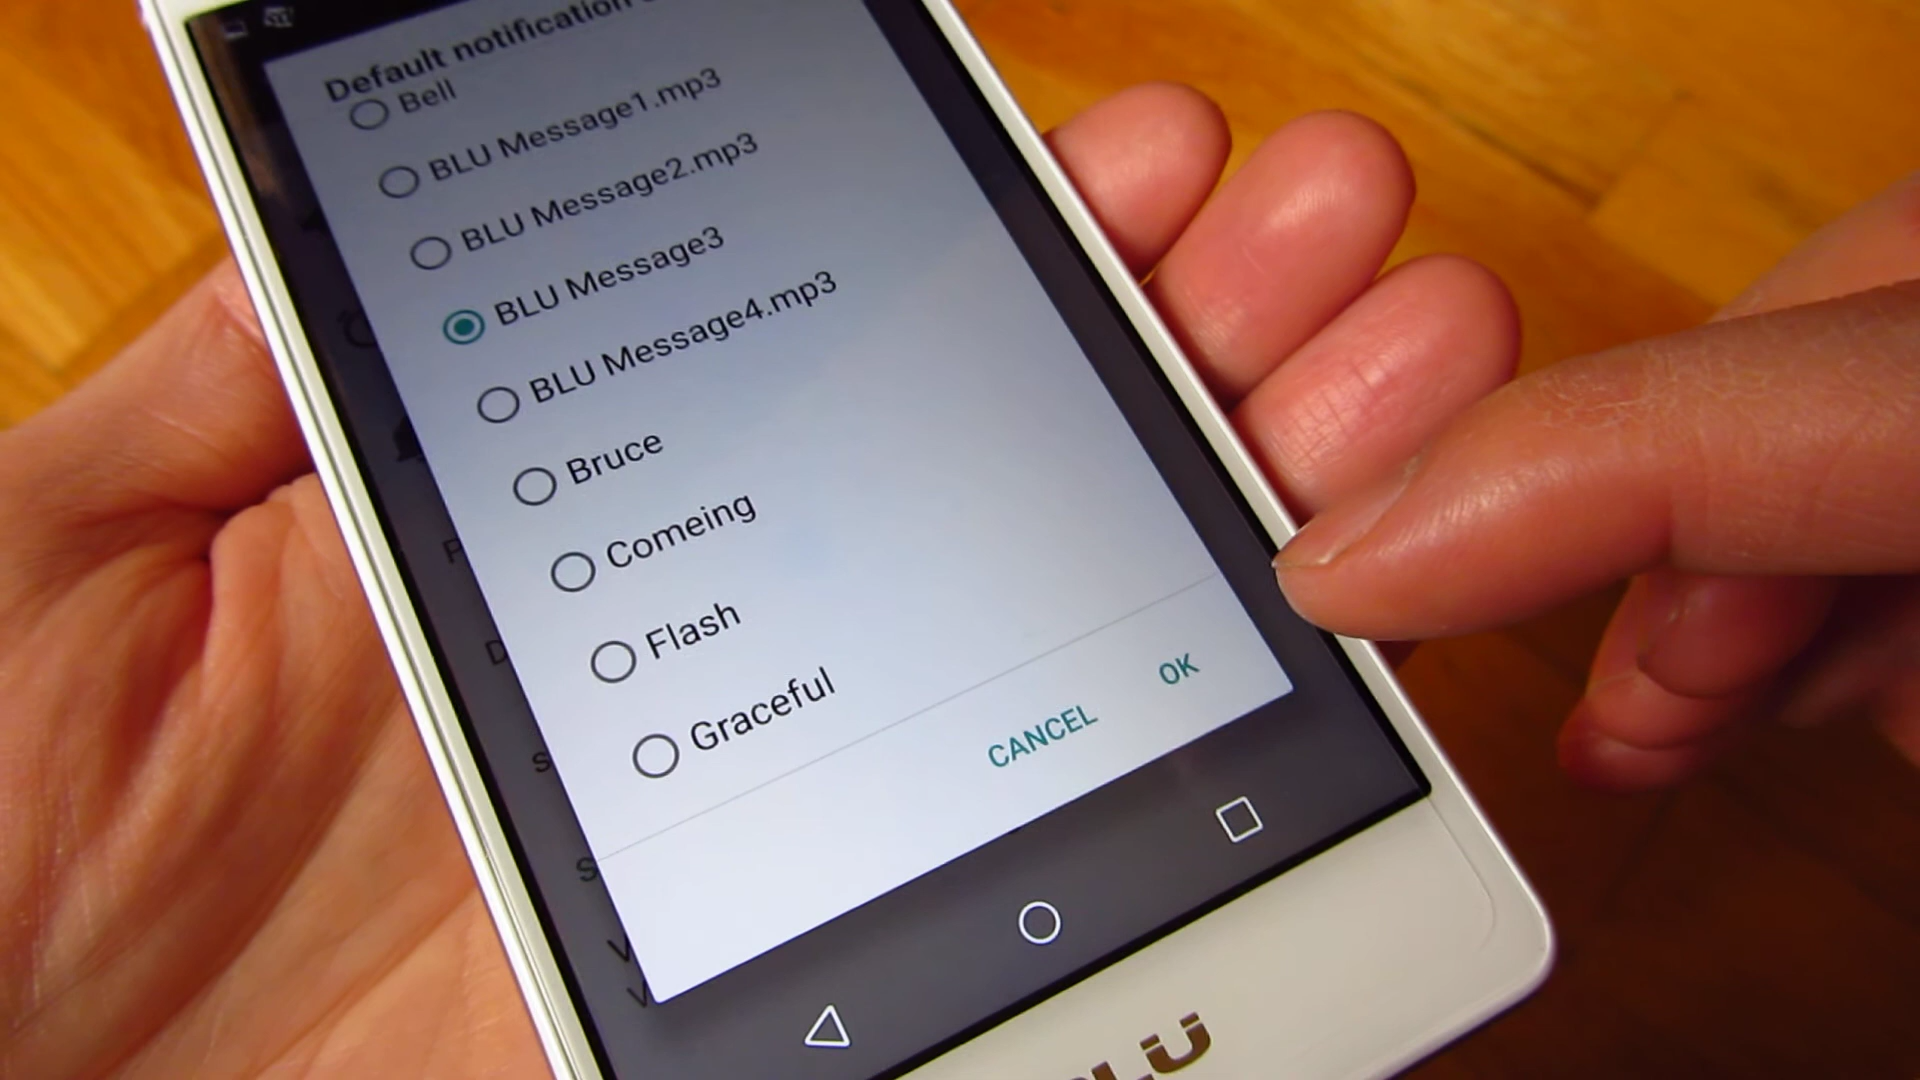 Default notification
Bell
BLU Message1.mp3
BLU Message2.mp3
BLU Message3
BLU Message4.mp3
Bruce
Comeing
Flash
Graceful
CANCEL
OK
BLU